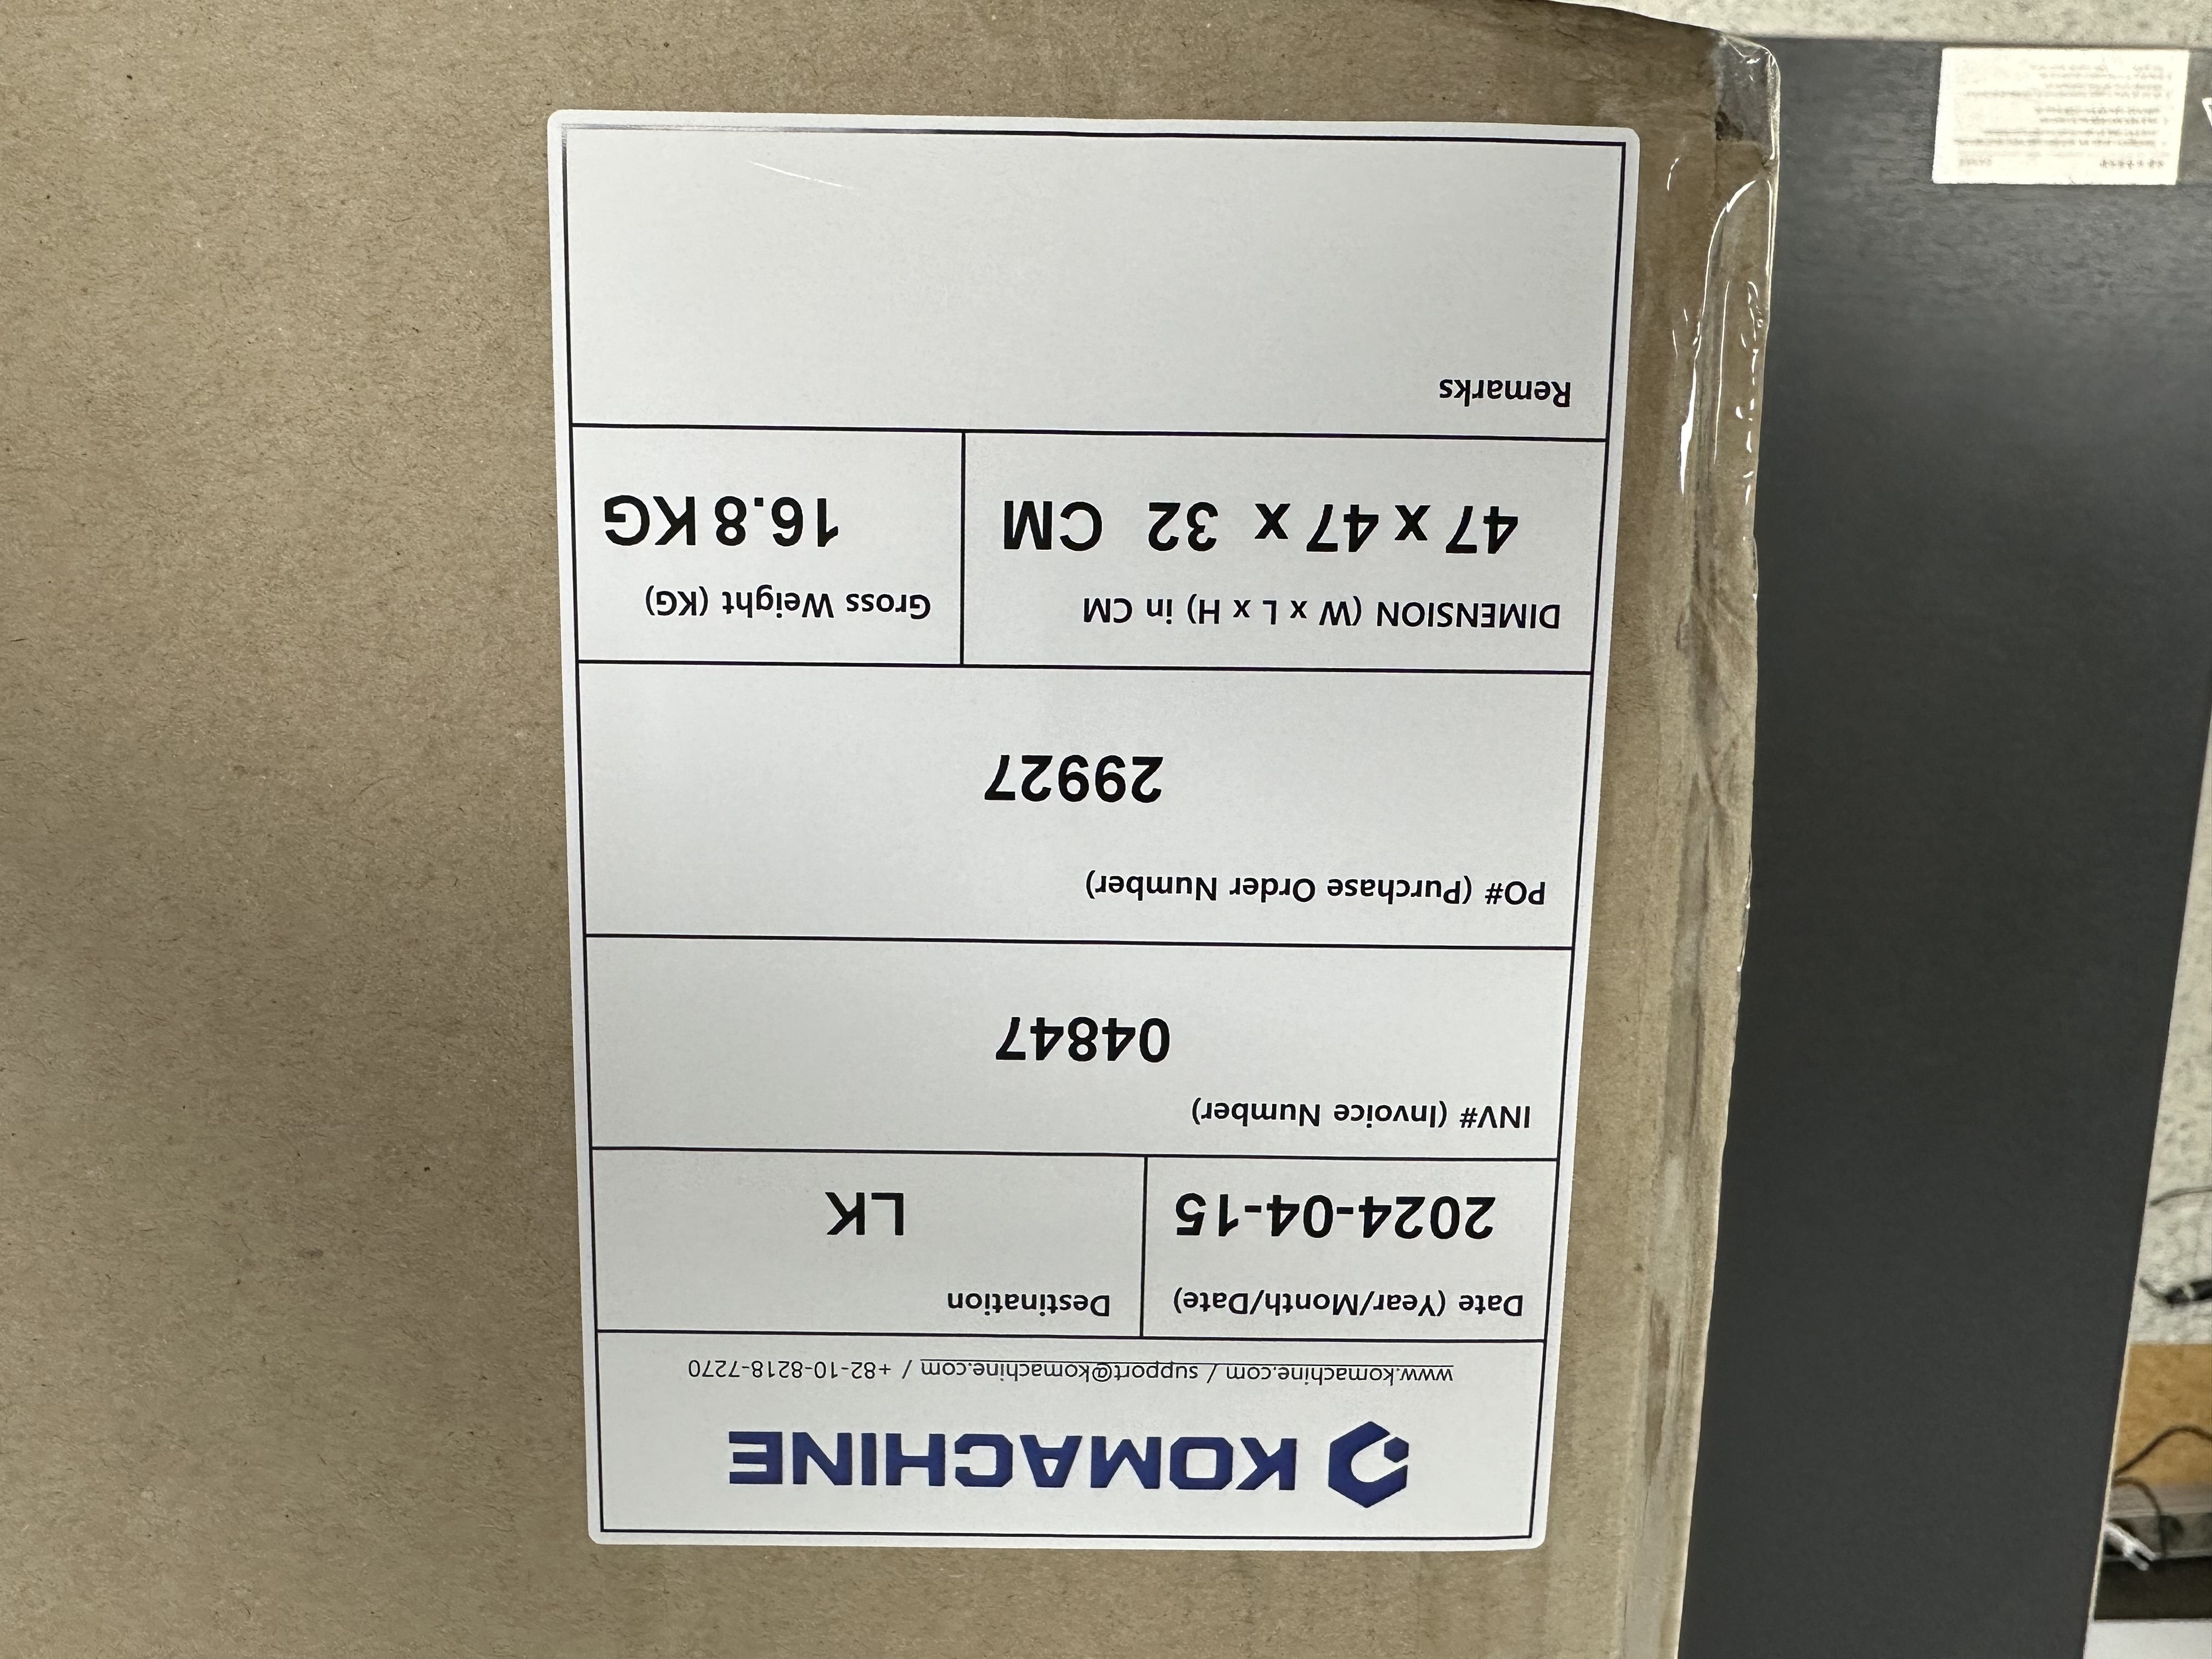 KOMACHINE
www.komachine.com / support@komachine.com / +82-10-8218-7270
Date (Year/Month/Date)
2024-04-15
Destination
LK
INV# (Invoice Number)
04847
PO# (Purchase Order Number)
29927
DIMENSION (W x L x H) in CM
47 x 47 x 32 CM
Gross Weight (KG)
16.8 KG
Remarks